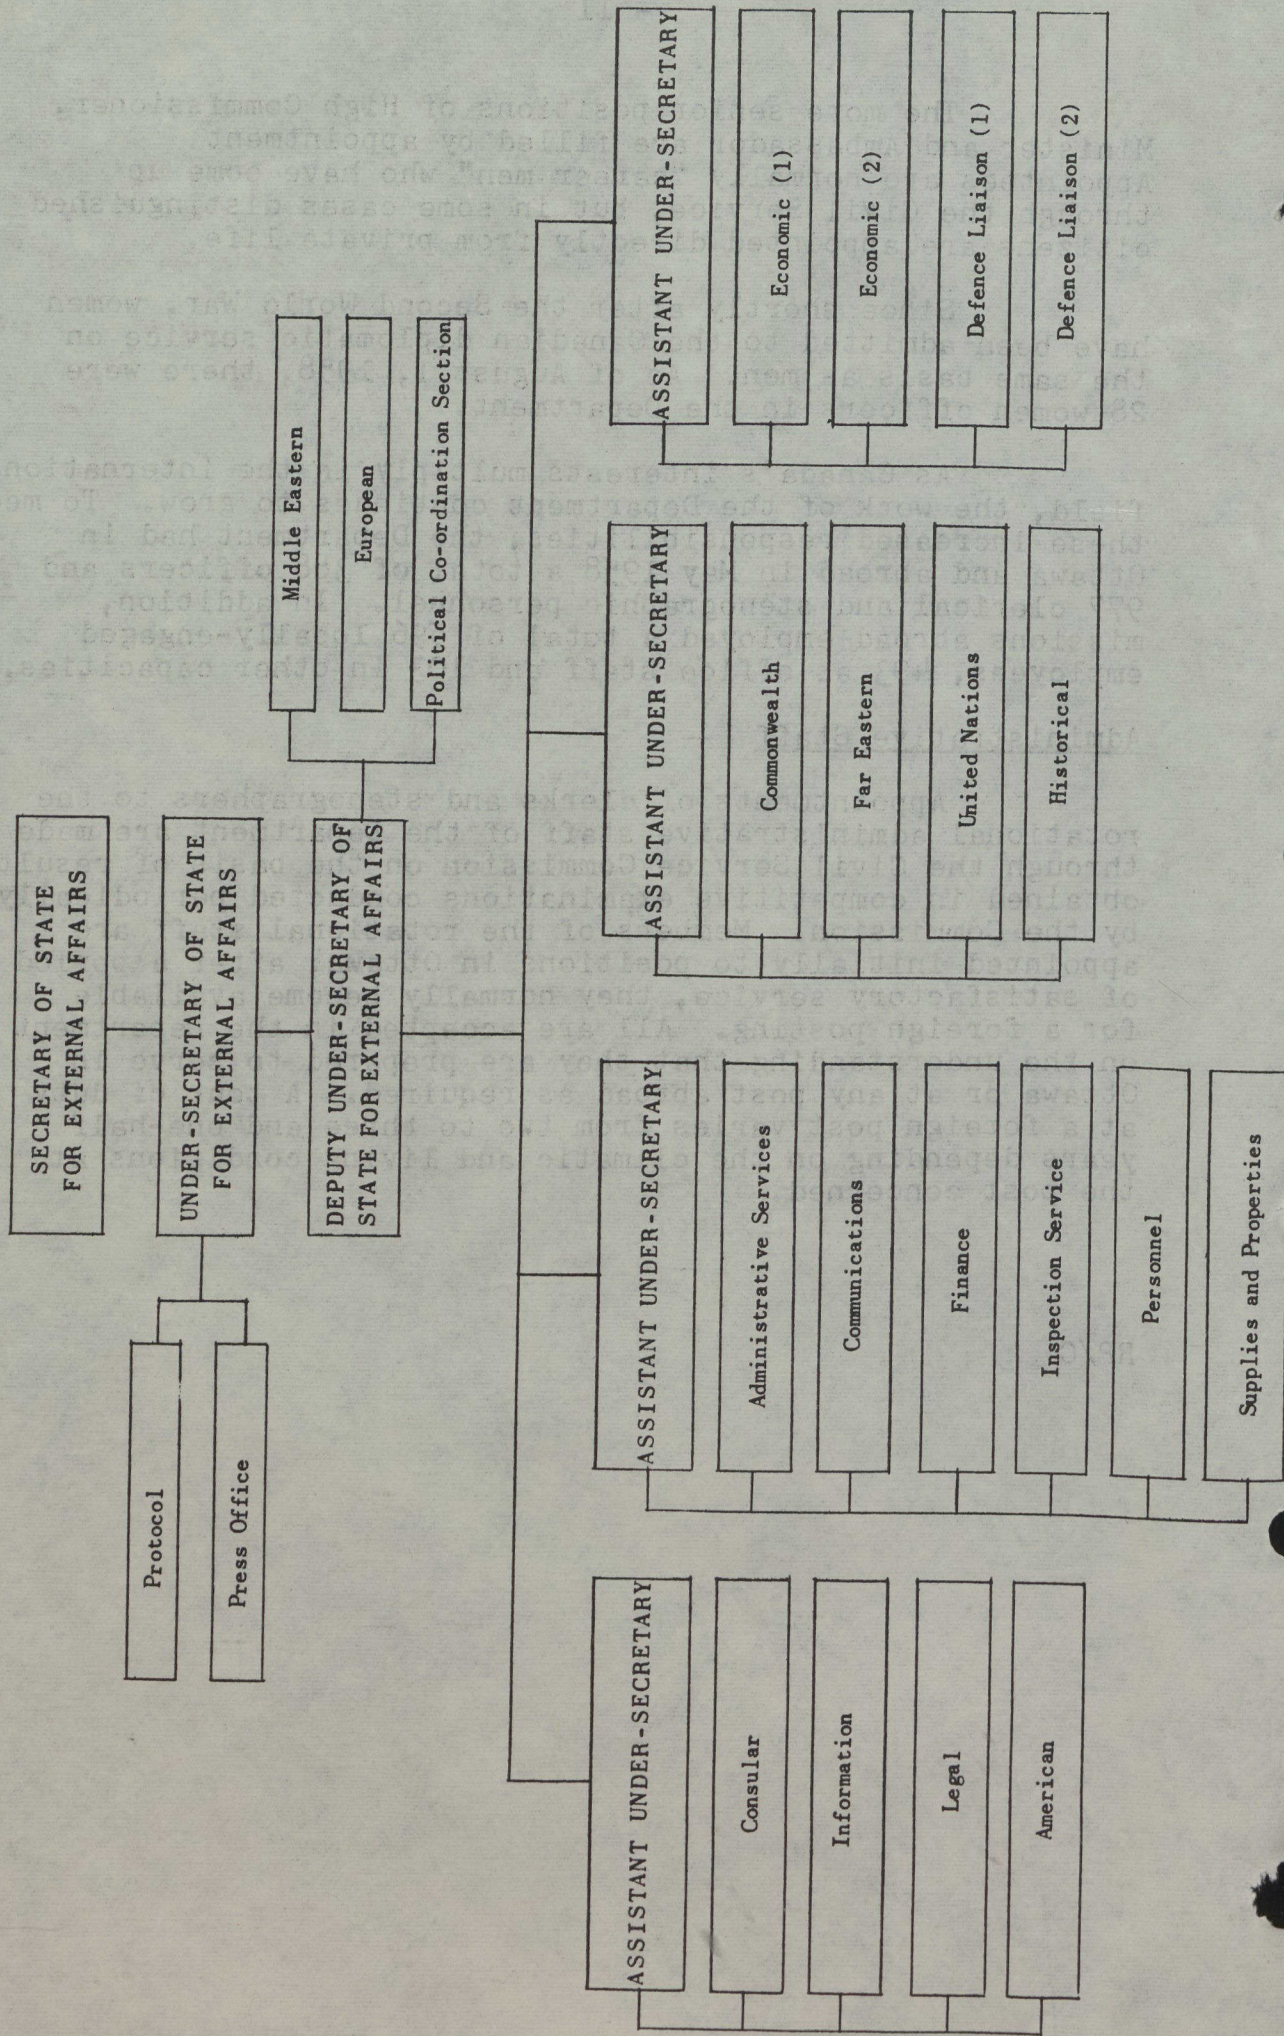 SECRETARY OF STATE
FOR EXTERNAL AFFAIRS
UNDER-SECRETARY OF STATE
FOR EXTERNAL AFFAIRS
Protocol
Press Office
DEPUTY UNDER-SECRETARY OF
STATE FOR EXTERNAL AFFAIRS
Middle Eastern
European
Political Co-ordination Section
ASSISTANT UNDER-SECRETARY
Consular
Information
Legal
American
ASSISTANT UNDER-SECRETARY
Administrative Services
Communications
Finance
Inspection Service
Personnel
Supplies and Properties
ASSISTANT UNDER-SECRETARY
Commonwealth
Far Eastern
United Nations
Historical
ASSISTANT UNDER-SECRETARY
Economic (1)
Economic (2)
Defence Liaison (1)
Defence Liaison (2)